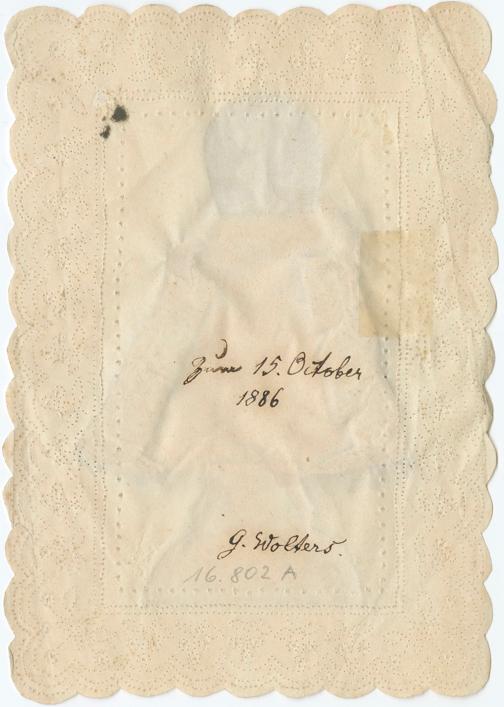 Zum 15. October
1886
G. Wolters.
16.802 A